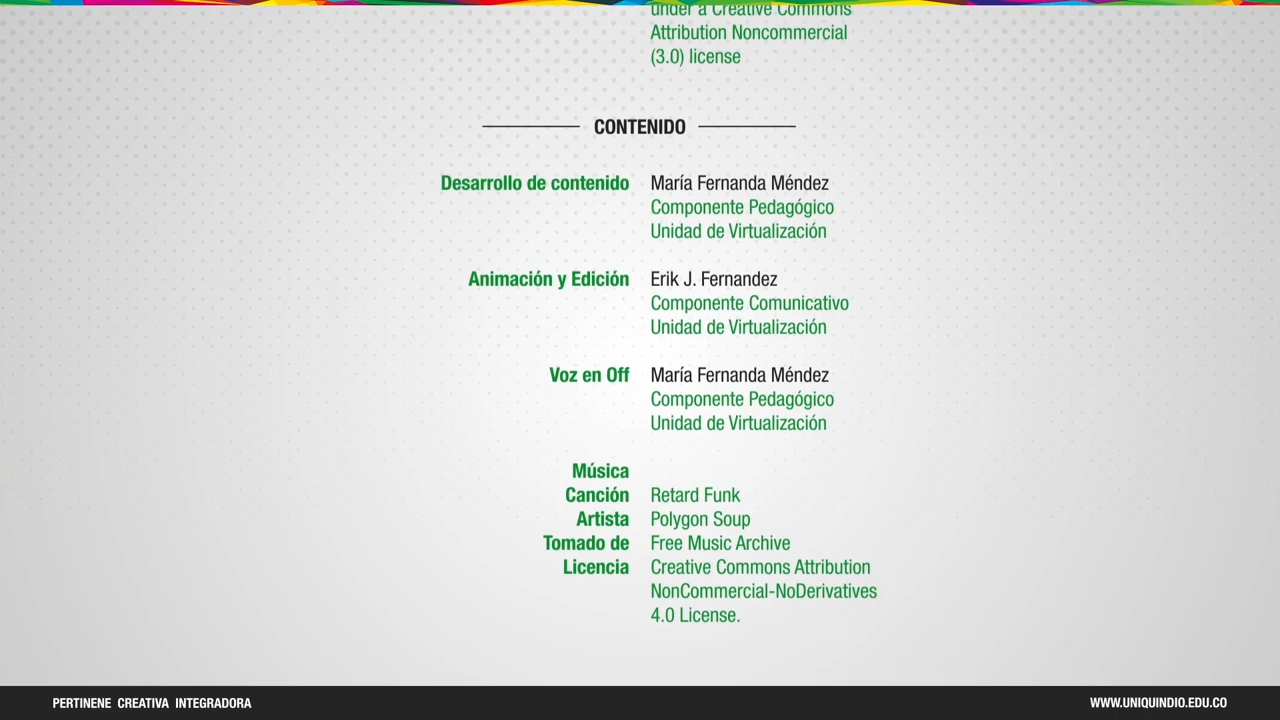 under a Creative Commons
Attribution Noncommercial
(3.0) license
CONTENIDO
Desarrollo de contenido María Fernanda Méndez
Componente Pedagógico
Unidad de Virtualización
Animación y Edición Erik J. Fernandez
Componente Comunicativo
Unidad de Virtualización
Voz en Off María Fernanda Méndez
Componente Pedagógico
Unidad de Virtualización
Música
Canción Retard Funk
Artista Polygon Soup
Tomado de Free Music Archive
Licencia Creative Commons Attribution
NonCommercial-NoDerivatives
4.0 License.
PERTINENE CREATIVA INTEGRADORA WWW.UNIQUINDIO.EDU.CO